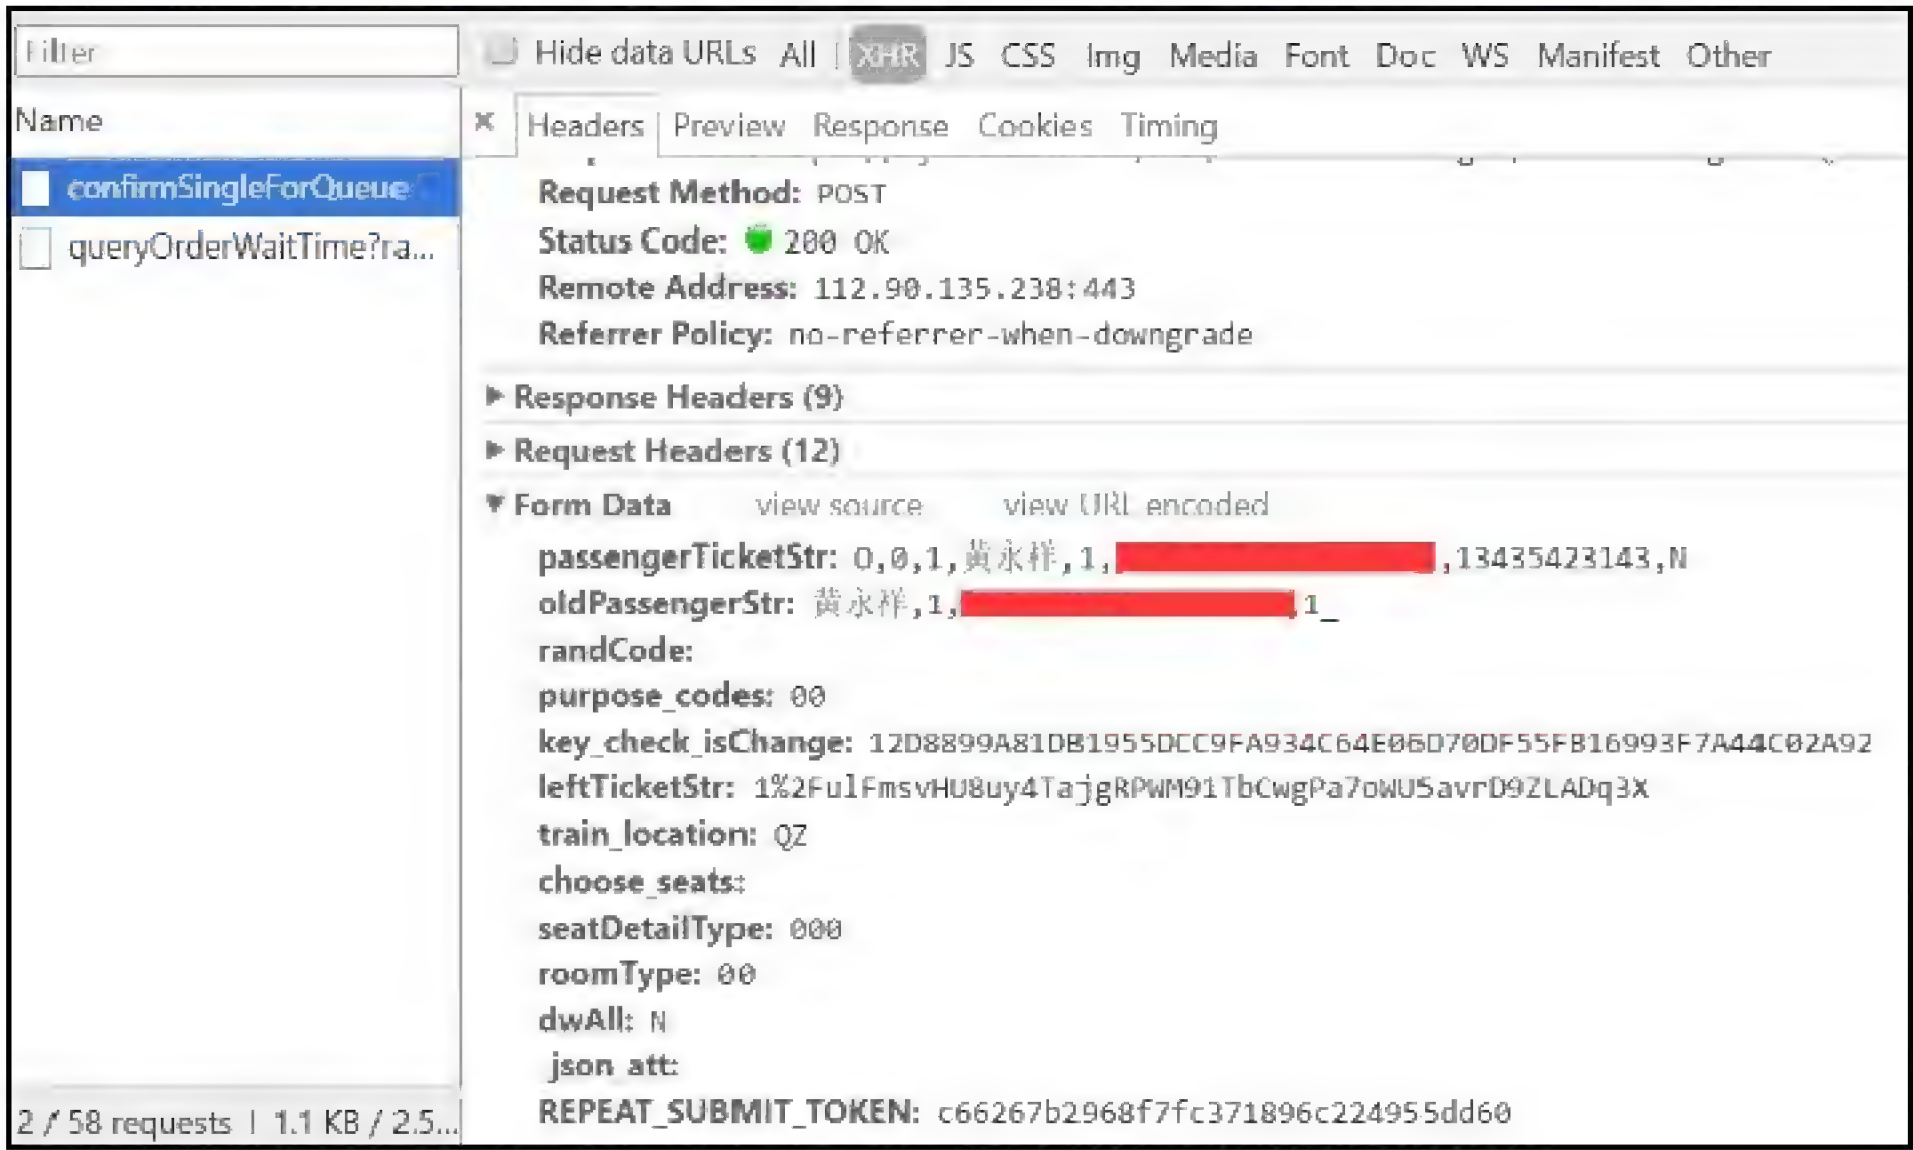 Filter
Hide data URLs All | XHR JS CSS Img Media Font Doc WS Manifest Other
Name
× Headers Preview Response Cookies Timing
confirmSingleForQueue
queryOrderWaitTime?ra...
Request Method: POST
Status Code: 200 OK
Remote Address: 112.90.135.238:443
Referrer Policy: no-referrer-when-downgrade
Response Headers (9)
Request Headers (12)
Form Data view source view URL encoded
passengerTicketStr: O,0,1,黄永祥,1, ,13435423143,N
oldPassengerStr: 黄永祥,1, ,1_
randCode:
purpose_codes: 00
key_check_isChange: 12D8899A81DB1955DCC9FA934C64E06D70DF55FB16993F7A44C02A92
leftTicketStr: 1%2FulFmsvHU8uy4TajgRPWM91TbCwgPa7oWU5avrD9ZLADq3X
train_location: QZ
choose_seats:
seatDetailType: 000
roomType: 00
dwAll: N
_json_att:
REPEAT_SUBMIT_TOKEN: c66267b2968f7fc371896c224955dd60
2 / 58 requests | 1.1 KB / 2.5...